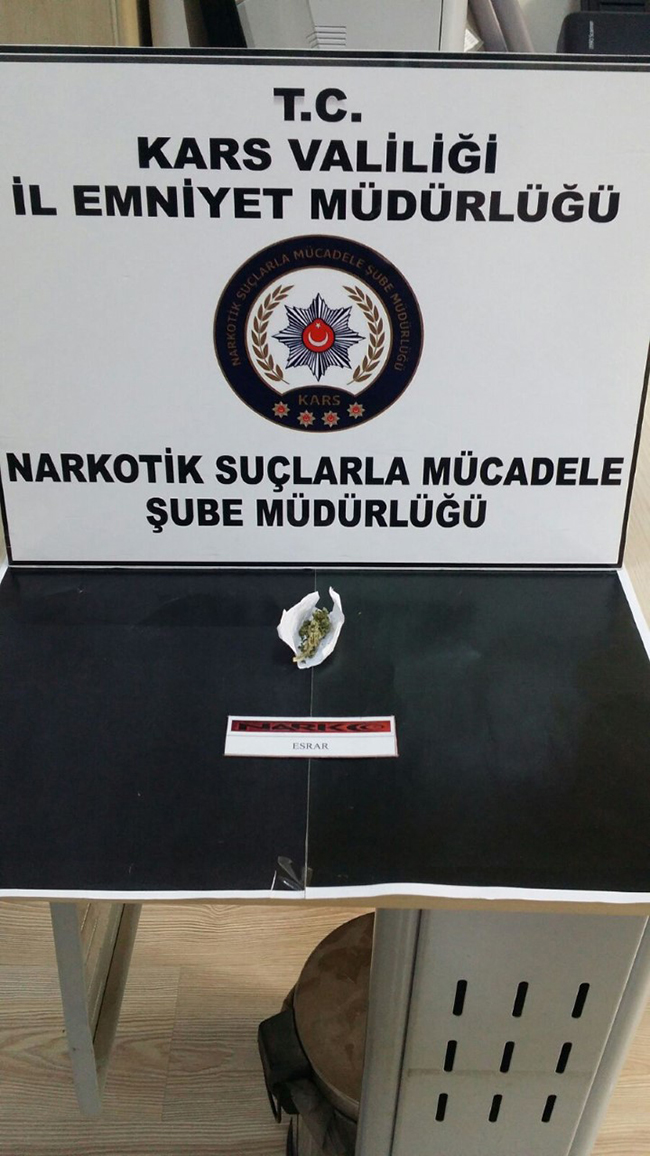 T.C.
KARS VALİLİĞİ
İL EMNİYET MÜDÜRLÜĞÜ
NARKOTİK SUÇLARLA MÜCADELE ŞUBE MÜDÜRLÜĞÜ
KARS
NARKOTİK SUÇLARLA MÜCADELE
ŞUBE MÜDÜRLÜĞÜ
NARKO
ESRAR